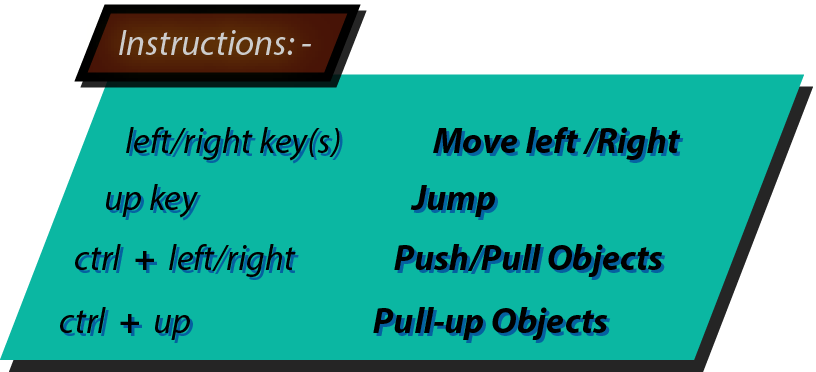 Instructions: -
left/right key(s) Move left /Right
up key Jump
ctrl + left/right Push/Pull Objects
ctrl + up Pull-up Objects